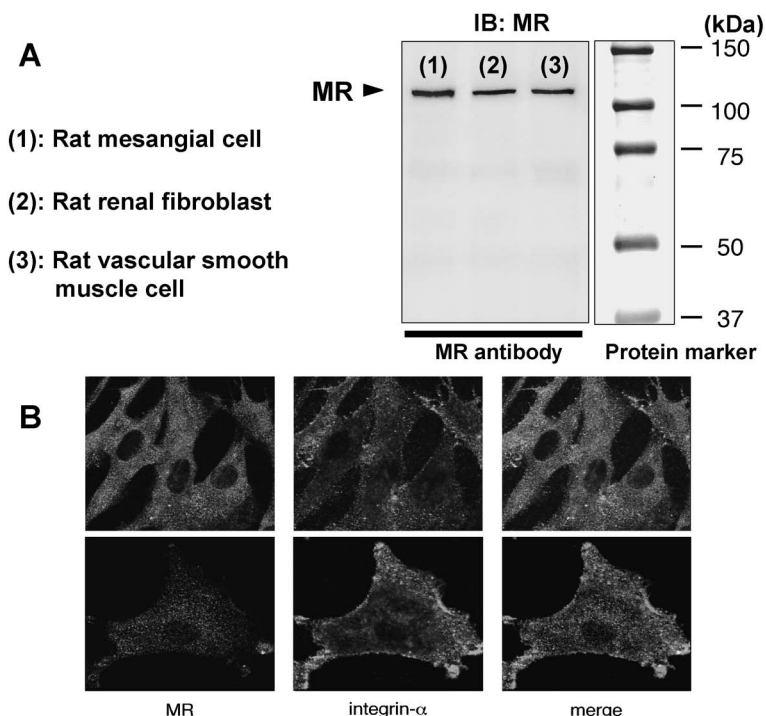 A
IB: MR
(kDa)
(1)
(2)
(3)
MR
150
100
75
50
37
(1): Rat mesangial cell
(2): Rat renal fibroblast
(3): Rat vascular smooth
muscle cell
MR antibody
Protein marker
B
MR
integrin-α
merge